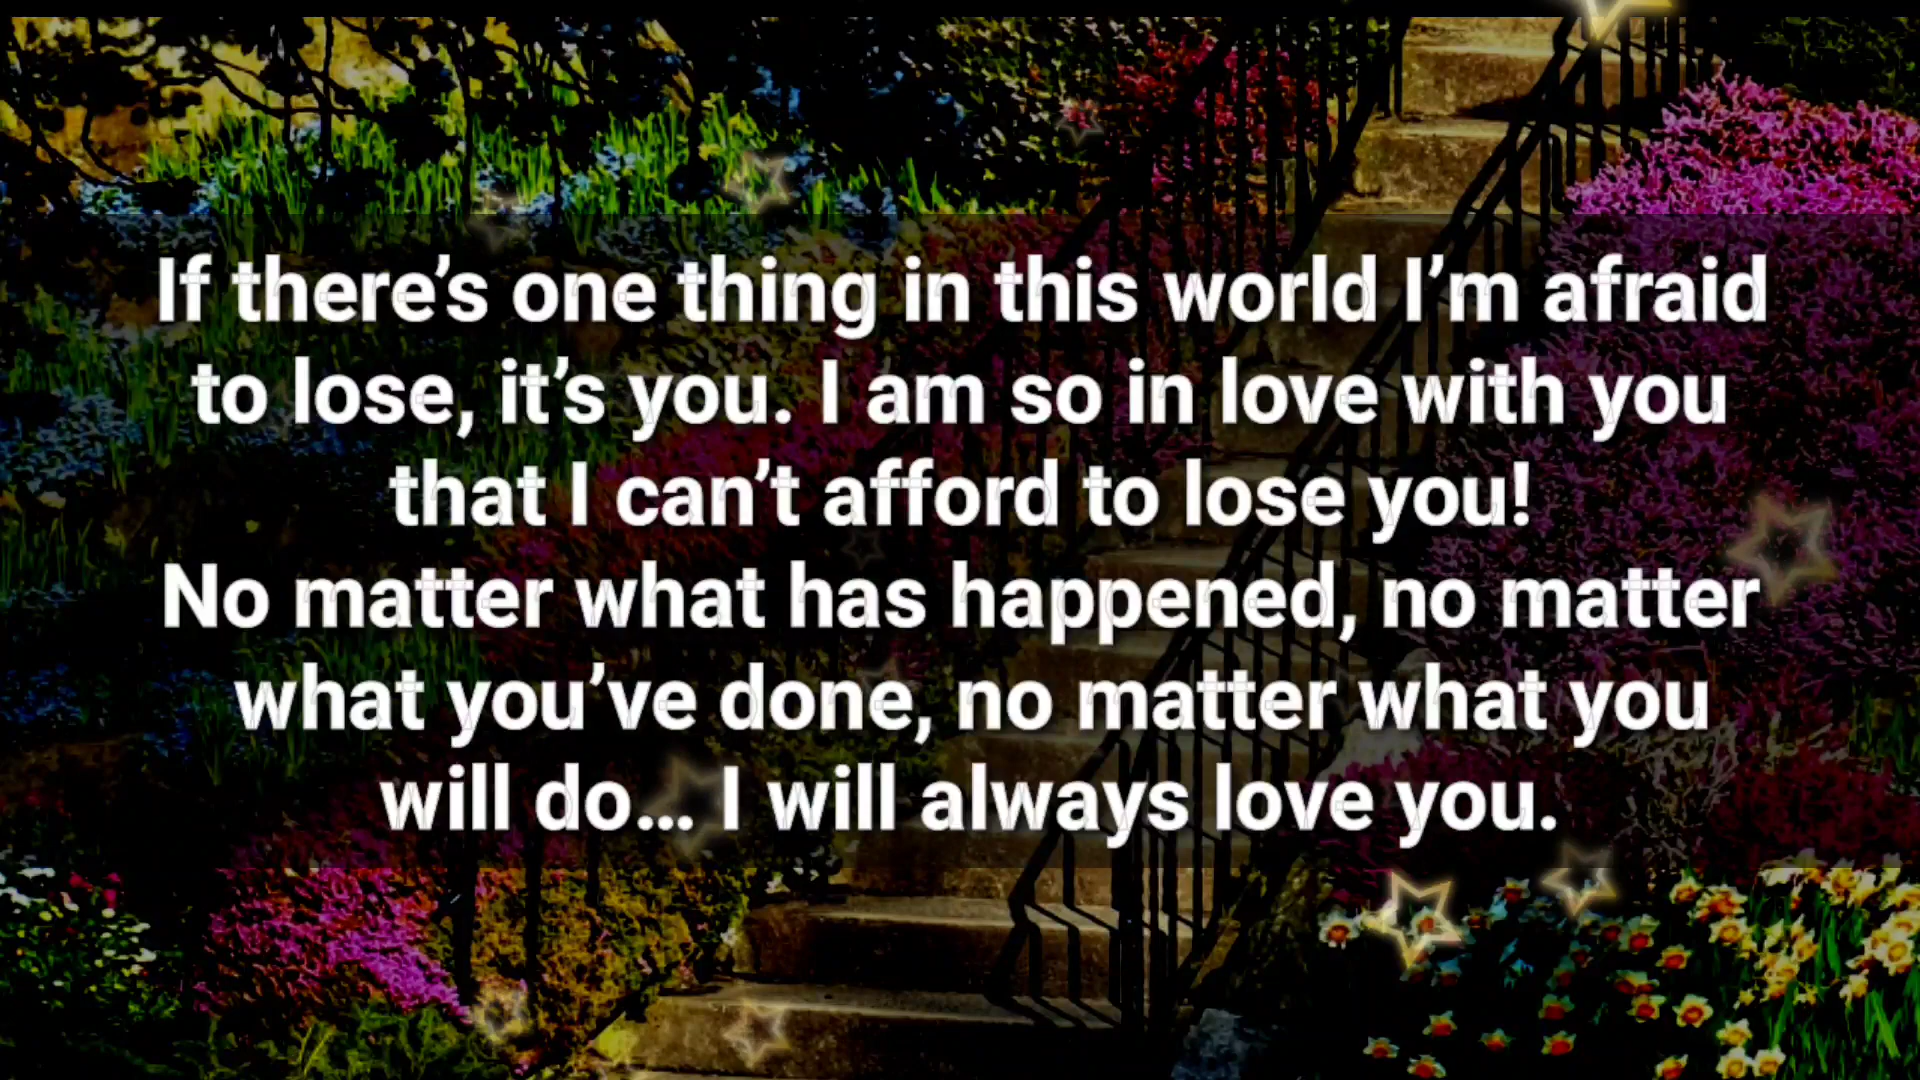 If there’s one thing in this world I’m afraid
to lose, it’s you. I am so in love with you
that I can’t afford to lose you!
No matter what has happened, no matter
what you’ve done, no matter what you
will do... I will always love you.